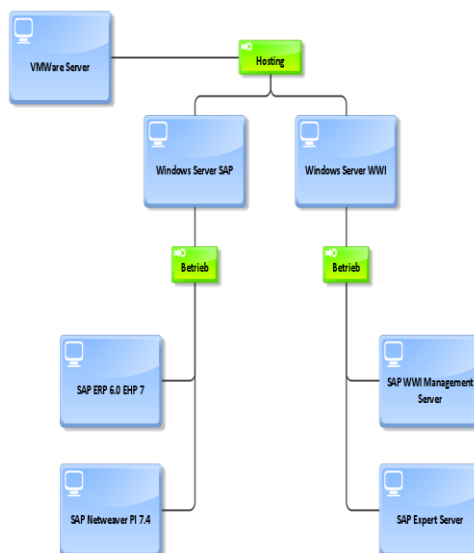 VMWare Server
Hosting
Windows Server SAP
Windows Server WWI
Betrieb
Betrieb
SAP ERP 6.0 EHP 7
SAP WWI Management
Server
SAP Netweaver PI 7.4
SAP Expert Server